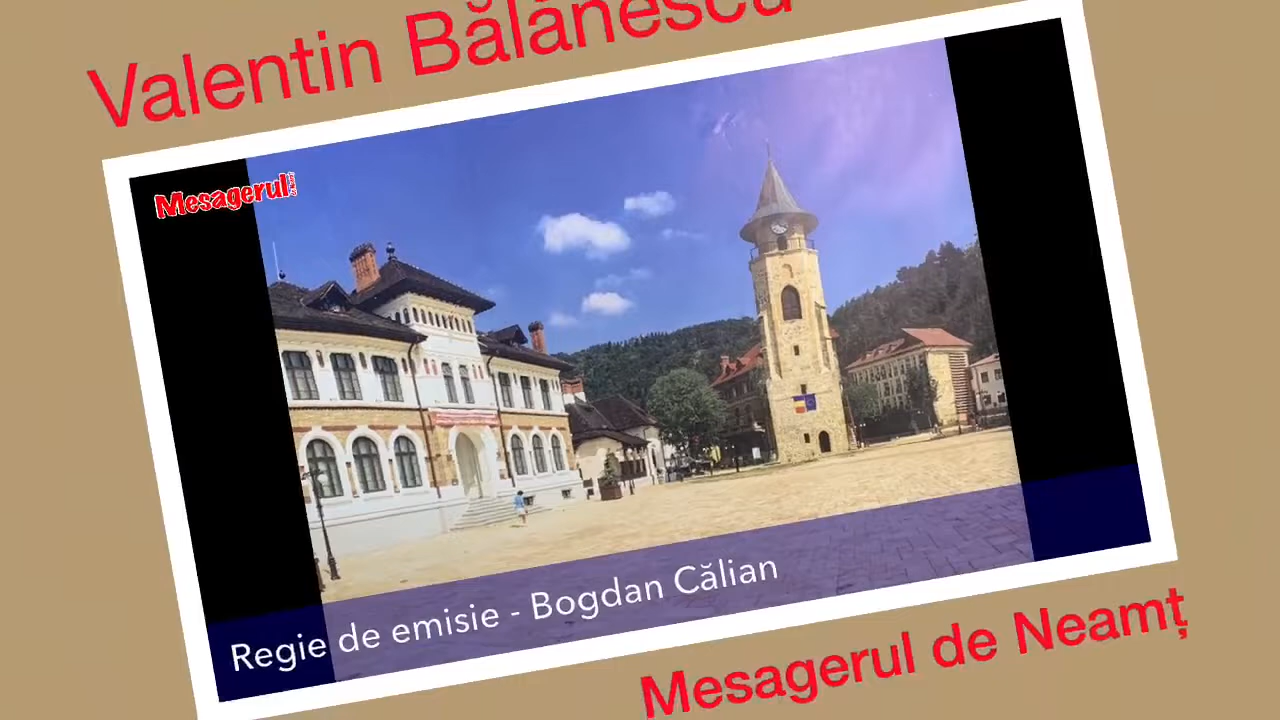 Valentin Bălănescu
Mesagerul
Regie de emisie - Bogdan Călian
Mesagerul de Neamț